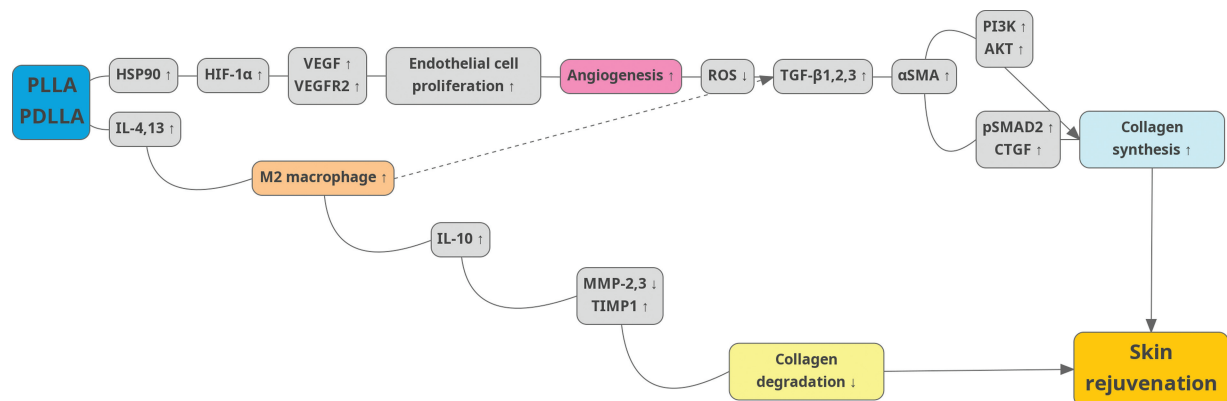 PLLA
PDLLA
HSP90 ↑
HIF-1α ↑
VEGF ↑
VEGFR2 ↑
Endothelial cell
proliferation ↑
Angiogenesis ↑
ROS ↓
TGF-β1,2,3 ↑
αSMA ↑
PI3K ↑
AKT ↑
pSMAD2 ↑
CTGF ↑
Collagen
synthesis ↑
IL-4,13 ↑
M2 macrophage ↑
IL-10 ↑
MMP-2,3 ↓
TIMP1 ↑
Collagen
degradation ↓
Skin
rejuvenation